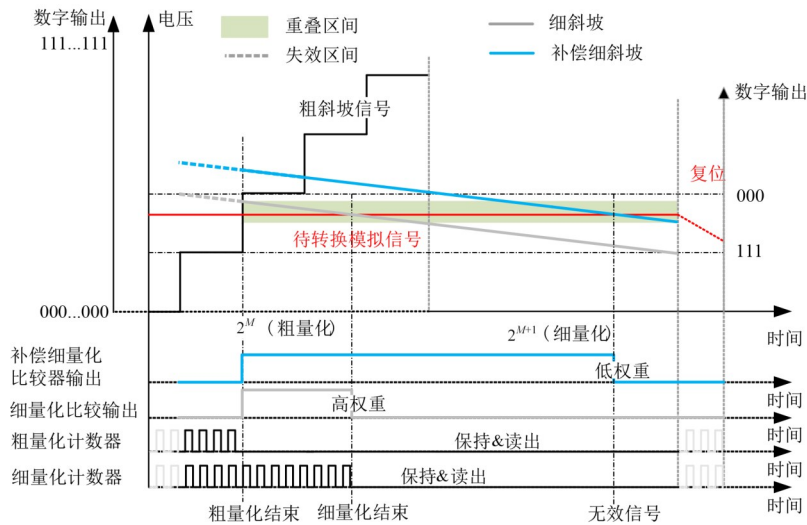 数字输出
111...111
电压
重叠区间
失效区间
细斜坡
补偿细斜坡
粗斜坡信号
数字输出
复位
000
待转换模拟信号
111
000...000
2^M（粗量化）
2^{M+1}（细量化）
时间
补偿细量化
比较器输出
低权重
时间
细量化比较输出
高权重
时间
粗量化计数器
保持&读出
时间
细量化计数器
保持&读出
时间
粗量化结束
细量化结束
无效信号